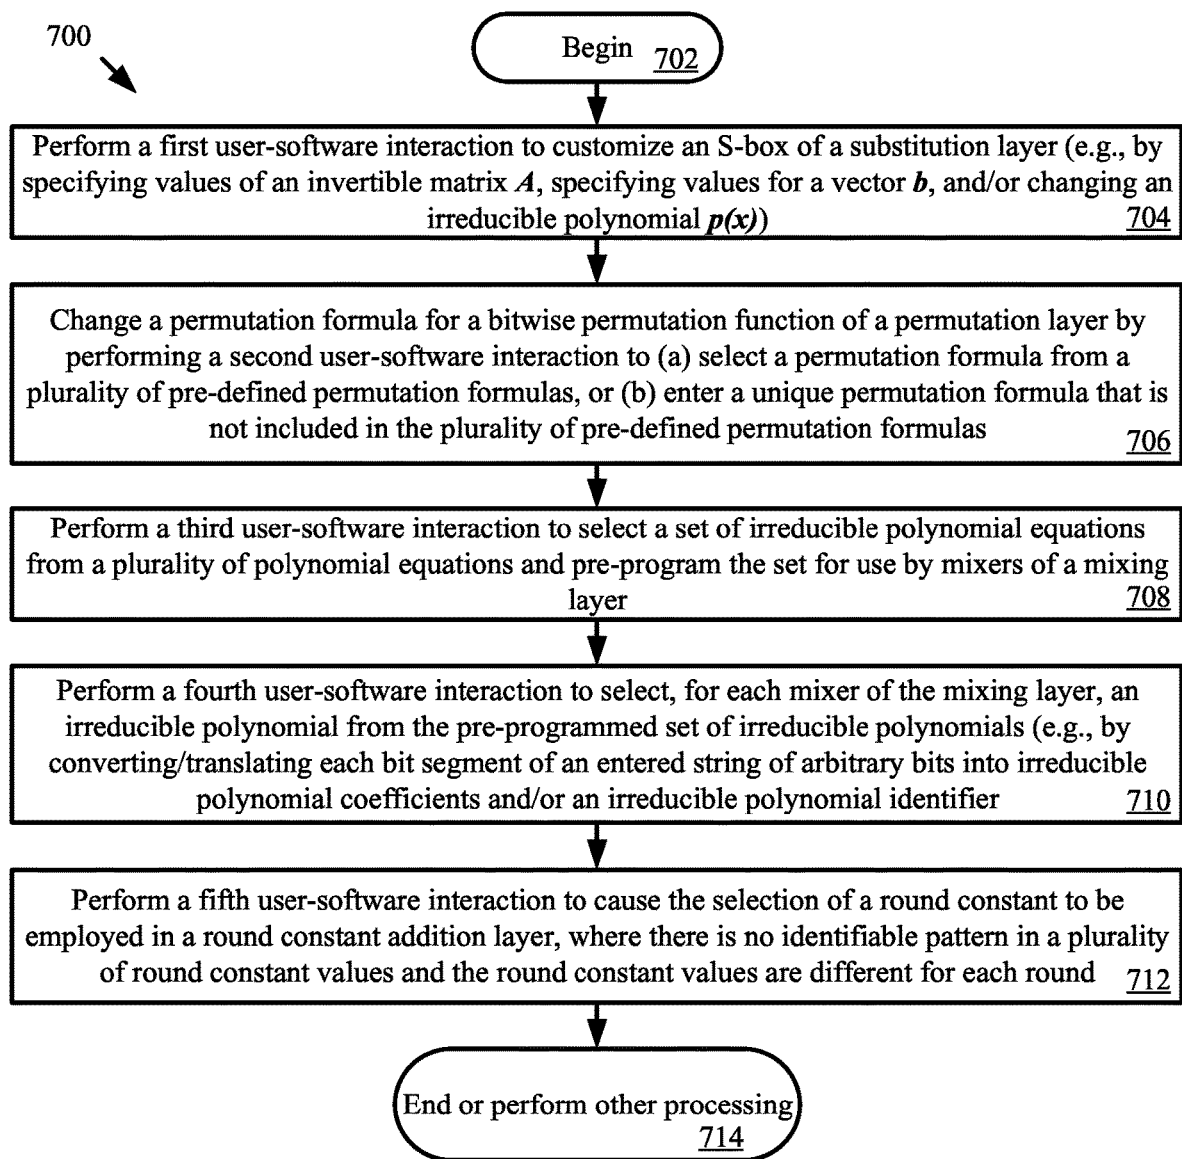 700
Begin
702
Perform a first user-software interaction to customize an S-box of a substitution layer (e.g., by
specifying values of an invertible matrix A, specifying values for a vector b, and/or changing an
irreducible polynomial p(x))
704
Change a permutation formula for a bitwise permutation function of a permutation layer by
performing a second user-software interaction to (a) select a permutation formula from a
plurality of pre-defined permutation formulas, or (b) enter a unique permutation formula that is
not included in the plurality of pre-defined permutation formulas
706
Perform a third user-software interaction to select a set of irreducible polynomial equations
from a plurality of polynomial equations and pre-program the set for use by mixers of a mixing
layer
708
Perform a fourth user-software interaction to select, for each mixer of the mixing layer, an
irreducible polynomial from the pre-programmed set of irreducible polynomials (e.g., by
converting/translating each bit segment of an entered string of arbitrary bits into irreducible
polynomial coefficients and/or an irreducible polynomial identifier
710
Perform a fifth user-software interaction to cause the selection of a round constant to be
employed in a round constant addition layer, where there is no identifiable pattern in a plurality
of round constant values and the round constant values are different for each round
712
End or perform other processing
714